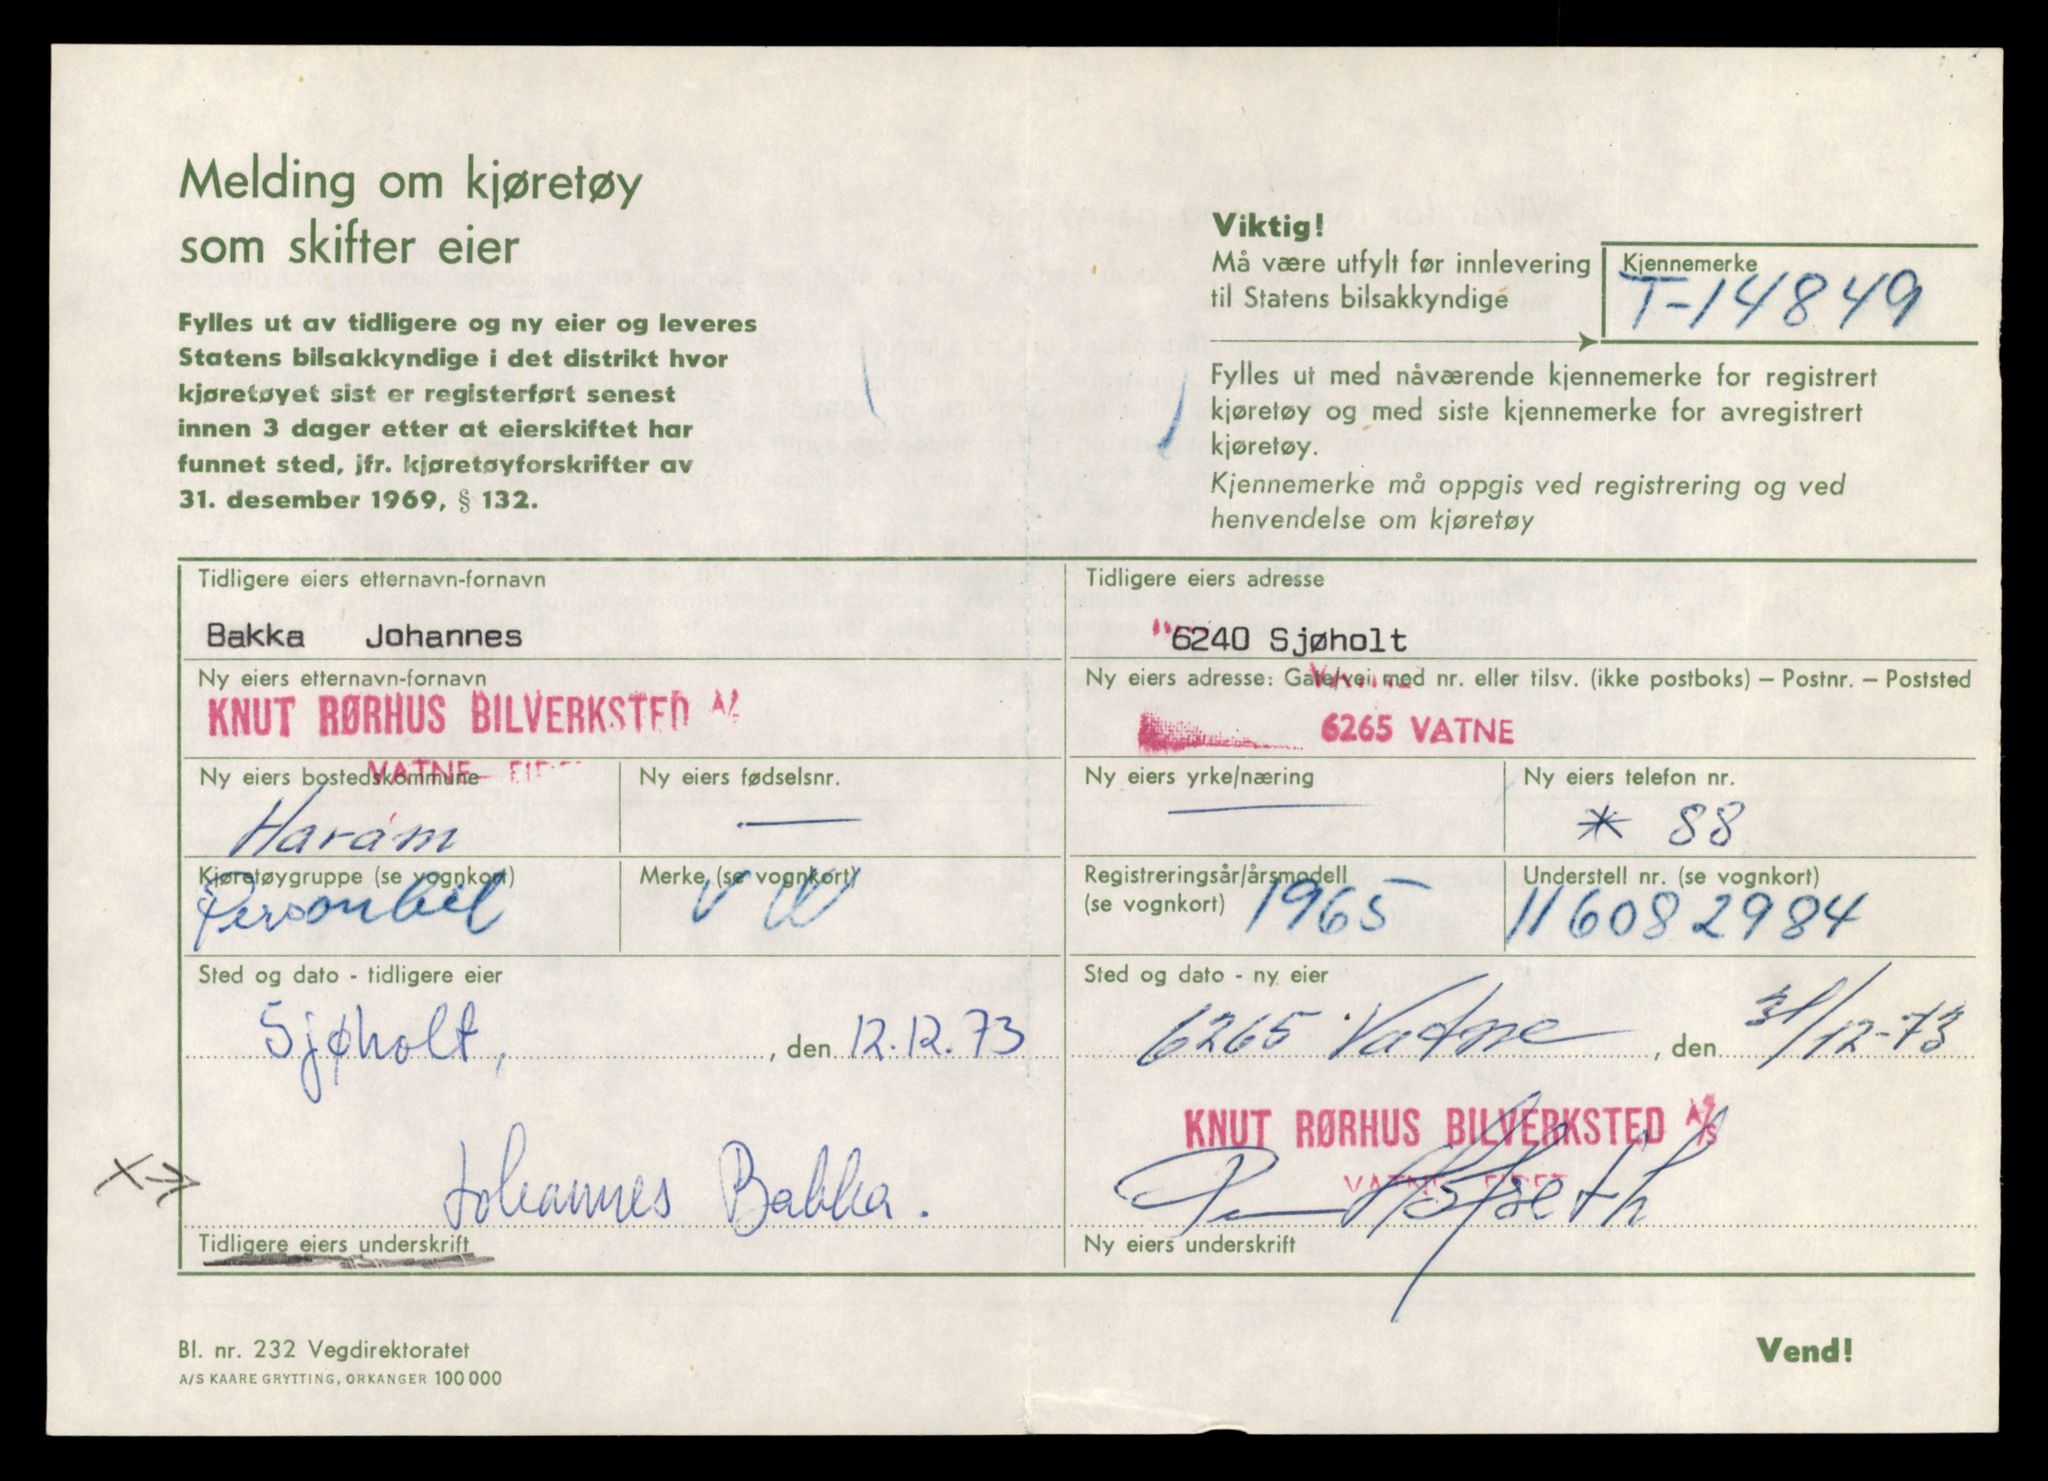 Melding om kjøretøy
som skifter eier
Fylles ut av tidligere og ny eier og leveres
Statens bilsakkyndige i det distrikt hvor
kjøretøyet sist er registerført senest
innen 3 dager etter at eierskiftet har
funnet sted, jfr. kjøretøyforskrifter av
31. desember 1969, § 132.
Viktig!
Må være utfylt før innlevering
til Statens bilsakkyndige
Kjennemerke
T-14849
Fylles ut med nåværende kjennemerke for registrert
kjøretøy og med siste kjennemerke for avregistrert
kjøretøy.
Kjennemerke må oppgis ved registrering og ved
henvendelse om kjøretøy
Tidligere eiers etternavn-fornavn
Bakka Johannes
Tidligere eiers adresse
6240 Sjøholt
Ny eiers etternavn-fornavn
KNUT RØRHUS BILVERKSTED A/S
VATNE
Ny eiers adresse: Gate/vei med nr. eller tilsv. (ikke postboks) – Postnr. – Poststed
6265 VATNE
Ny eiers bostedskommune
Haram
Ny eiers fødselsnr.
—
Ny eiers yrke/næring
—
Ny eiers telefon nr.
* 88
Kjøretøygruppe (se vognkort)
Personbil
Merke (se vognkort)
VW
Registreringsår/årsmodell
(se vognkort)
1965
Understell nr. (se vognkort)
116082984
Sted og dato - tidligere eier
Sjøholt, , den 12.12.73
Sted og dato - ny eier
6265 Vatne , den 31/12-73
KNUT RØRHUS BILVERKSTED A/S
VATNE EIDET
X→
Johannes Bakka.
Hofseth
Tidligere eiers underskrift
Ny eiers underskrift
Bl. nr. 232 Vegdirektoratet
A/S KAARE GRYTTING, ORKANGER 100 000
Vend!